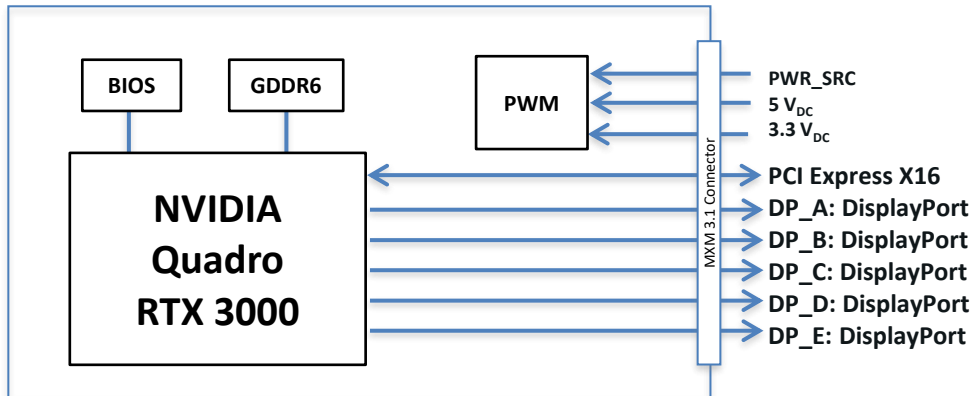 BIOS
GDDR6
PWM
PWR_SRC
5 VDC
3.3 VDC
NVIDIA
Quadro
RTX 3000
MXM 3.1 Connector
PCI Express X16
DP_A: DisplayPort
DP_B: DisplayPort
DP_C: DisplayPort
DP_D: DisplayPort
DP_E: DisplayPort